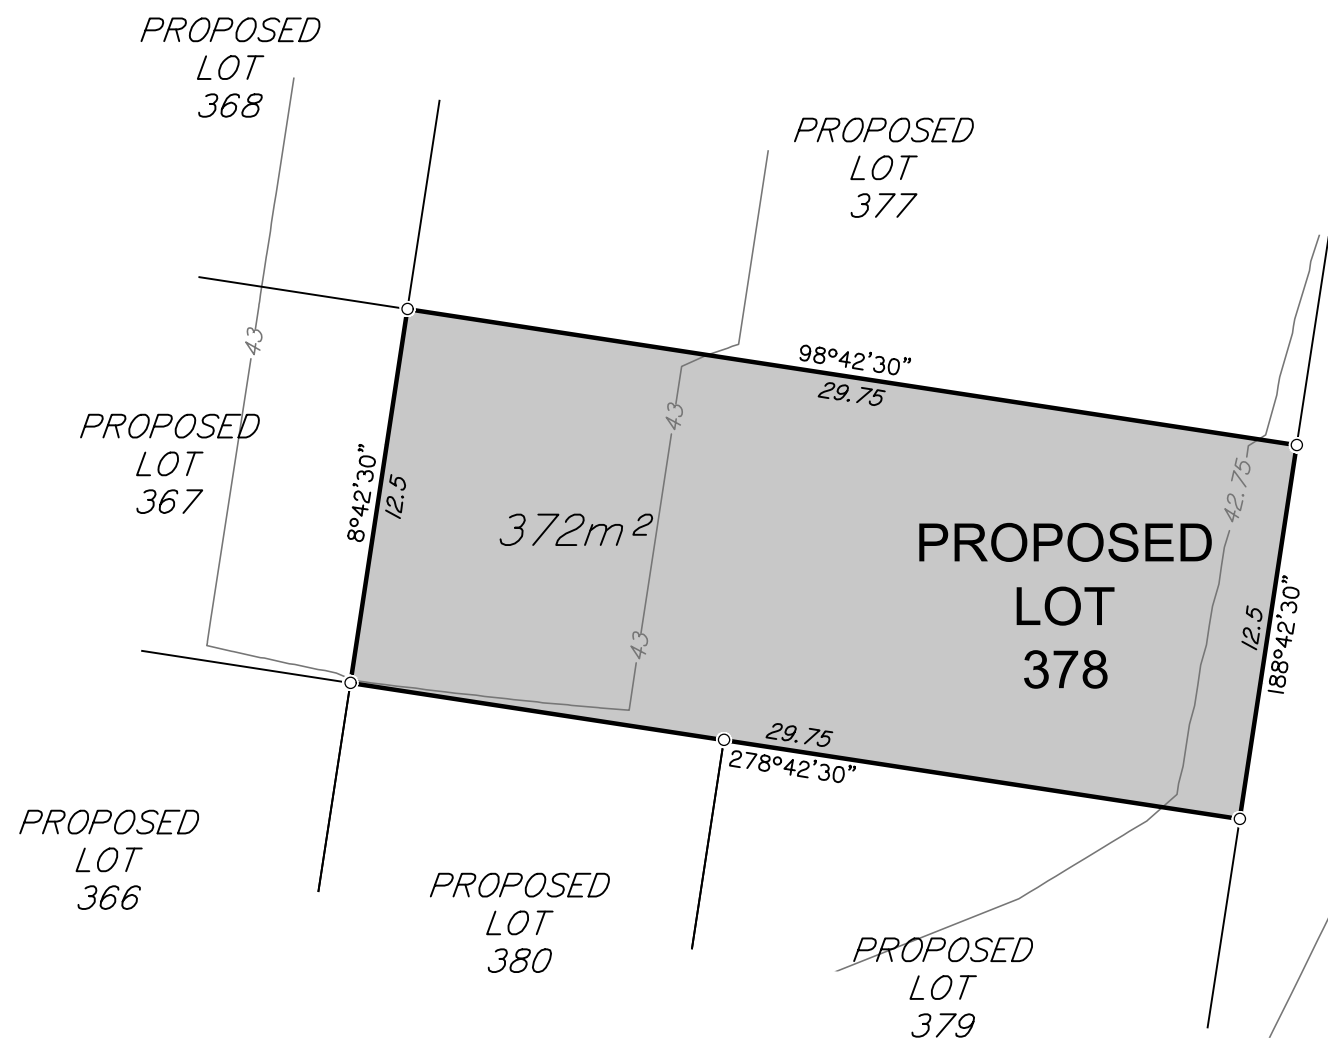 PROPOSED
LOT
368
PROPOSED
LOT
377
43
98°42'30"
29.75
43
PROPOSED
LOT
367
8°42'30"
12.5
372m²
42.75
PROPOSED
LOT
378
12.5
188°42'30"
43
29.75
278°42'30"
PROPOSED
LOT
366
PROPOSED
LOT
380
PROPOSED
LOT
379